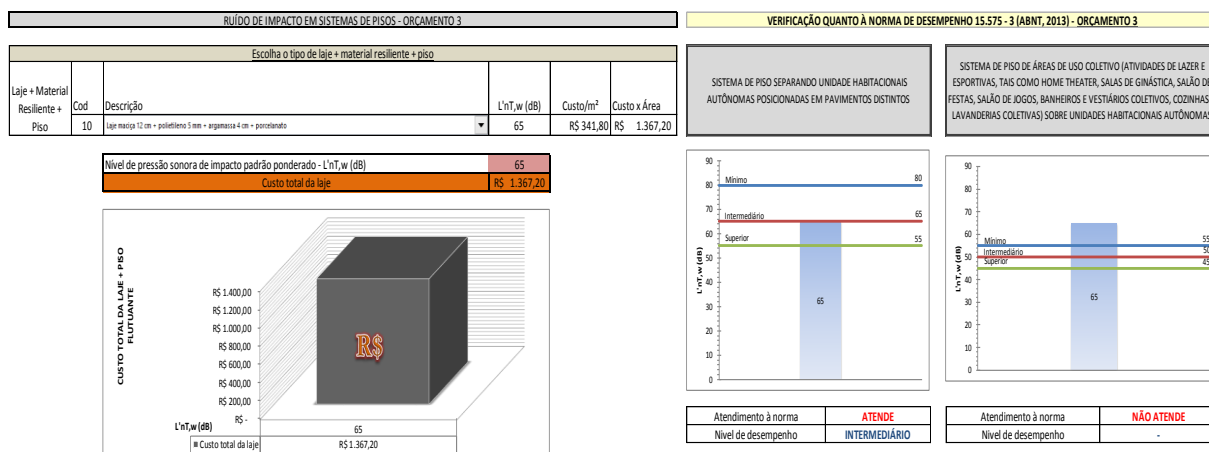 RUÍDO DE IMPACTO EM SISTEMAS DE PISOS - ORÇAMENTO 3
Escolha o tipo de laje + material resiliente + piso
Laje + Material Resiliente + Piso
Cod Descrição L'nT,w (dB) Custo/m² Custo x Área
10 Laje maciça 12 cm + polietileno 5 mm + argamassa 4 cm + porcelanato 65 R$ 341,80 R$ 1.367,20
Nível de pressão sonora de impacto padrão ponderado - L'nT,w (dB) 65
Custo total da laje R$ 1.367,20
CUSTO TOTAL DA LAJE + PISO FLUTUANTE
R$ 1.400,00
R$ 1.200,00
R$ 1.000,00
R$ 800,00
R$ 600,00
R$ 400,00
R$ 200,00
R$ -
R$
L'nT,w (dB) 65
Custo total da laje R$ 1.367,20
VERIFICAÇÃO QUANTO À NORMA DE DESEMPENHO 15.575 - 3 (ABNT, 2013) - ORÇAMENTO 3
SISTEMA DE PISO SEPARANDO UNIDADE HABITACIONAIS
AUTÔNOMAS POSICIONADAS EM PAVIMENTOS DISTINTOS
L'nT,w (dB)
90
80
70
60
50
40
30
20
10
0
Mínimo 80
Intermediário 65
Superior 55
65
Atendimento à norma ATENDE
Nivel de desempenho INTERMEDIÁRIO
SISTEMA DE PISO DE ÁREAS DE USO COLETIVO (ATIVIDADES DE LAZER E
ESPORTIVAS, TAIS COMO HOME THEATER, SALAS DE GINÁSTICA, SALÃO DE
FESTAS, SALÃO DE JOGOS, BANHEIROS E VESTIÁRIOS COLETIVOS, COZINHAS
LAVANDERIAS COLETIVAS) SOBRE UNIDADES HABITACIONAIS AUTÔNOMAS
L'nT,w (dB)
90
80
70
60
50
40
30
20
10
0
Mínimo 55
Intermediário 50
Superior 45
65
Atendimento à norma NÃO ATENDE
Nivel de desempenho -